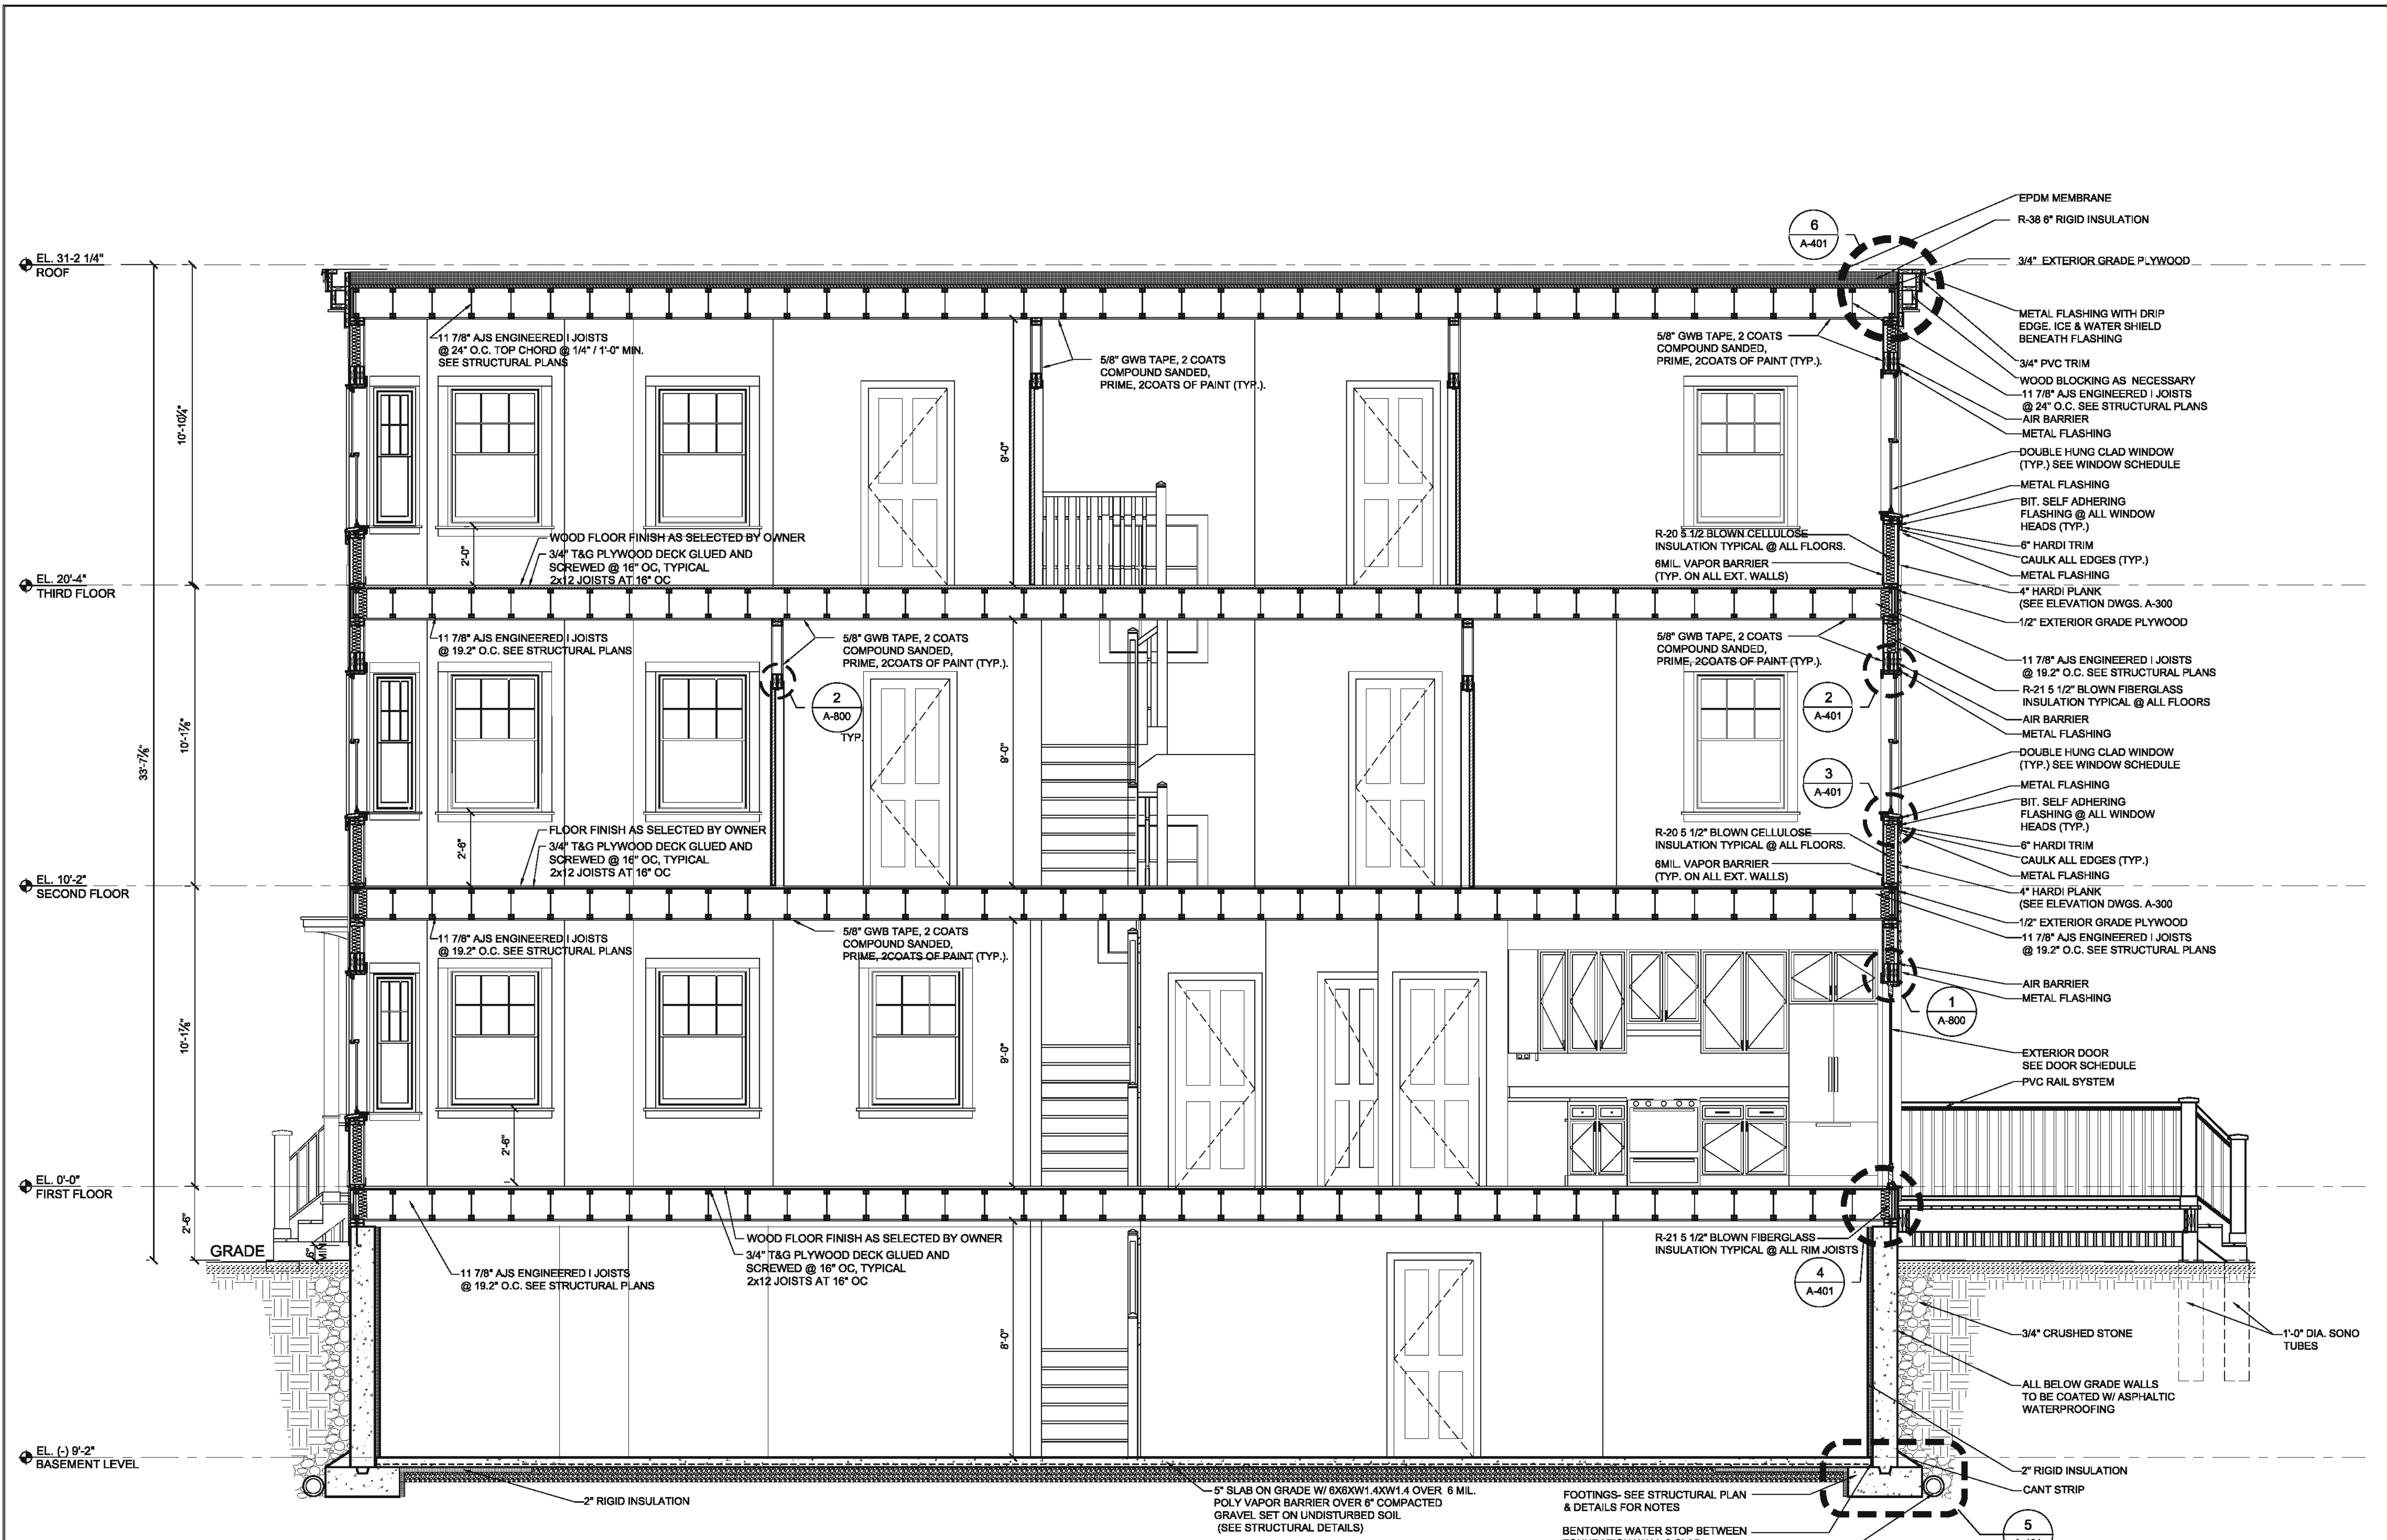 EPDM MEMBRANE
R-38 6" RIGID INSULATION
6
A-401
EL. 31-2 1/4"
ROOF
3/4" EXTERIOR GRADE PLYWOOD
METAL FLASHING WITH DRIP
EDGE. ICE & WATER SHIELD
BENEATH FLASHING
11 7/8" AJS ENGINEERED I JOISTS
@ 24" O.C. TOP CHORD @ 1/4" / 1'-0" MIN.
SEE STRUCTURAL PLANS
5/8" GWB TAPE, 2 COATS
COMPOUND SANDED,
PRIME, 2COATS OF PAINT (TYP.).
5/8" GWB TAPE, 2 COATS
COMPOUND SANDED,
PRIME, 2COATS OF PAINT (TYP.).
3/4" PVC TRIM
WOOD BLOCKING AS NECESSARY
11 7/8" AJS ENGINEERED I JOISTS
@ 24" O.C. SEE STRUCTURAL PLANS
AIR BARRIER
METAL FLASHING
10'-10¼"
9'-0"
DOUBLE HUNG CLAD WINDOW
(TYP.) SEE WINDOW SCHEDULE
METAL FLASHING
BIT. SELF ADHERING
FLASHING @ ALL WINDOW
HEADS (TYP.)
6" HARDI TRIM
CAULK ALL EDGES (TYP.)
METAL FLASHING
2'-0"
WOOD FLOOR FINISH AS SELECTED BY OWNER
3/4" T&G PLYWOOD DECK GLUED AND
SCREWED @ 16" OC, TYPICAL
2x12 JOISTS AT 16" OC
R-20 5 1/2 BLOWN CELLULOSE
INSULATION TYPICAL @ ALL FLOORS.
6MIL. VAPOR BARRIER
(TYP. ON ALL EXT. WALLS)
EL. 20'-4"
THIRD FLOOR
4" HARDI PLANK
(SEE ELEVATION DWGS. A-300
1/2" EXTERIOR GRADE PLYWOOD
11 7/8" AJS ENGINEERED I JOISTS
@ 19.2" O.C. SEE STRUCTURAL PLANS
5/8" GWB TAPE, 2 COATS
COMPOUND SANDED,
PRIME, 2COATS OF PAINT (TYP.).
5/8" GWB TAPE, 2 COATS
COMPOUND SANDED,
PRIME, 2COATS OF PAINT (TYP.).
11 7/8" AJS ENGINEERED I JOISTS
@ 19.2" O.C. SEE STRUCTURAL PLANS
R-21 5 1/2" BLOWN FIBERGLASS
INSULATION TYPICAL @ ALL FLOORS
AIR BARRIER
METAL FLASHING
2
A-800
TYP.
2
A-401
33'-7⅞"
10'-1⅞"
9'-0"
DOUBLE HUNG CLAD WINDOW
(TYP.) SEE WINDOW SCHEDULE
3
A-401
METAL FLASHING
BIT. SELF ADHERING
FLASHING @ ALL WINDOW
HEADS (TYP.)
6" HARDI TRIM
CAULK ALL EDGES (TYP.)
METAL FLASHING
2'-6"
FLOOR FINISH AS SELECTED BY OWNER
3/4" T&G PLYWOOD DECK GLUED AND
SCREWED @ 16" OC, TYPICAL
2x12 JOISTS AT 16" OC
R-20 5 1/2" BLOWN CELLULOSE
INSULATION TYPICAL @ ALL FLOORS.
6MIL. VAPOR BARRIER
(TYP. ON ALL EXT. WALLS)
EL. 10'-2"
SECOND FLOOR
4" HARDI PLANK
(SEE ELEVATION DWGS. A-300
1/2" EXTERIOR GRADE PLYWOOD
11 7/8" AJS ENGINEERED I JOISTS
@ 19.2" O.C. SEE STRUCTURAL PLANS
11 7/8" AJS ENGINEERED I JOISTS
@ 19.2" O.C. SEE STRUCTURAL PLANS
5/8" GWB TAPE, 2 COATS
COMPOUND SANDED,
PRIME, 2COATS OF PAINT (TYP.).
AIR BARRIER
METAL FLASHING
1
A-800
10'-1⅞"
9'-0"
2'-6"
EXTERIOR DOOR
SEE DOOR SCHEDULE
PVC RAIL SYSTEM
EL. 0'-0"
FIRST FLOOR
2'-6"
GRADE
6"
MIN
WOOD FLOOR FINISH AS SELECTED BY OWNER
3/4" T&G PLYWOOD DECK GLUED AND
SCREWED @ 16" OC, TYPICAL
2x12 JOISTS AT 16" OC
11 7/8" AJS ENGINEERED I JOISTS
@ 19.2" O.C. SEE STRUCTURAL PLANS
R-21 5 1/2" BLOWN FIBERGLASS
INSULATION TYPICAL @ ALL RIM JOISTS
4
A-401
8'-0"
3/4" CRUSHED STONE
1'-0" DIA. SONO
TUBES
ALL BELOW GRADE WALLS
TO BE COATED W/ ASPHALTIC
WATERPROOFING
EL. (-) 9'-2"
BASEMENT LEVEL
2" RIGID INSULATION
2" RIGID INSULATION
CANT STRIP
5" SLAB ON GRADE W/ 6X6XW1.4XW1.4 OVER 6 MIL.
POLY VAPOR BARRIER OVER 6" COMPACTED
GRAVEL SET ON UNDISTURBED SOIL
(SEE STRUCTURAL DETAILS)
FOOTINGS- SEE STRUCTURAL PLAN
& DETAILS FOR NOTES
BENTONITE WATER STOP BETWEEN
5